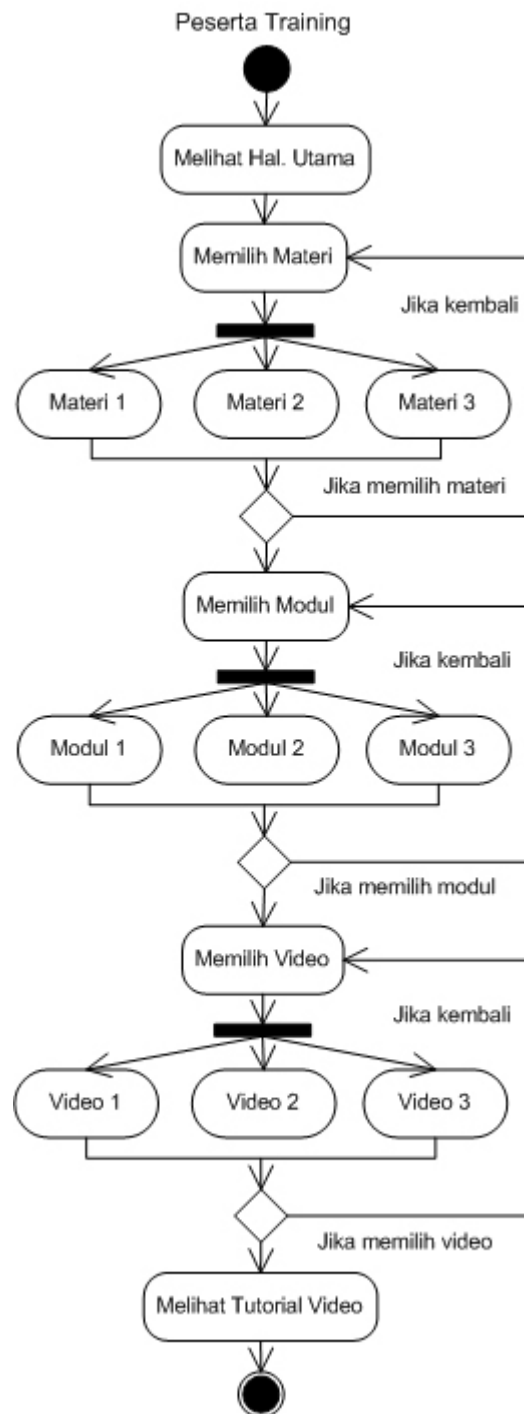 Peserta Training
Melihat Hal. Utama
Memilih Materi
Jika kembali
Materi 1
Materi 2
Materi 3
Jika memilih materi
Memilih Modul
Jika kembali
Modul 1
Modul 2
Modul 3
Jika memilih modul
Memilih Video
Jika kembali
Video 1
Video 2
Video 3
Jika memilih video
Melihat Tutorial Video